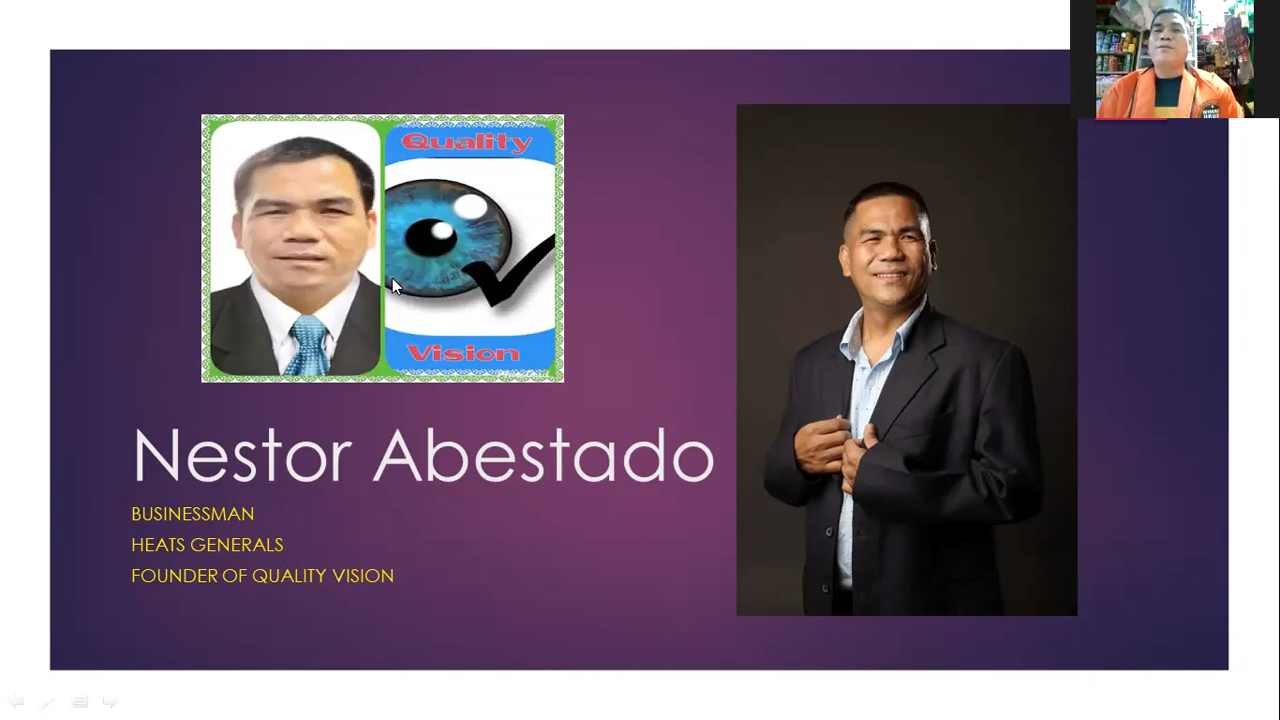 Quality
Vision
Nestor Abestado
BUSINESSMAN
HEATS GENERALS
FOUNDER OF QUALITY VISION